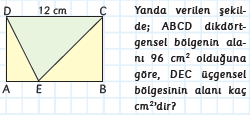 D 12 cm C
A E B
Yanda verilen şekil-
de; ABCD dikdört-
gensel bölgenin ala-
nı 96 cm² olduğuna
göre, DEC üçgensel
bölgesinin alanı kaç
cm²'dir?